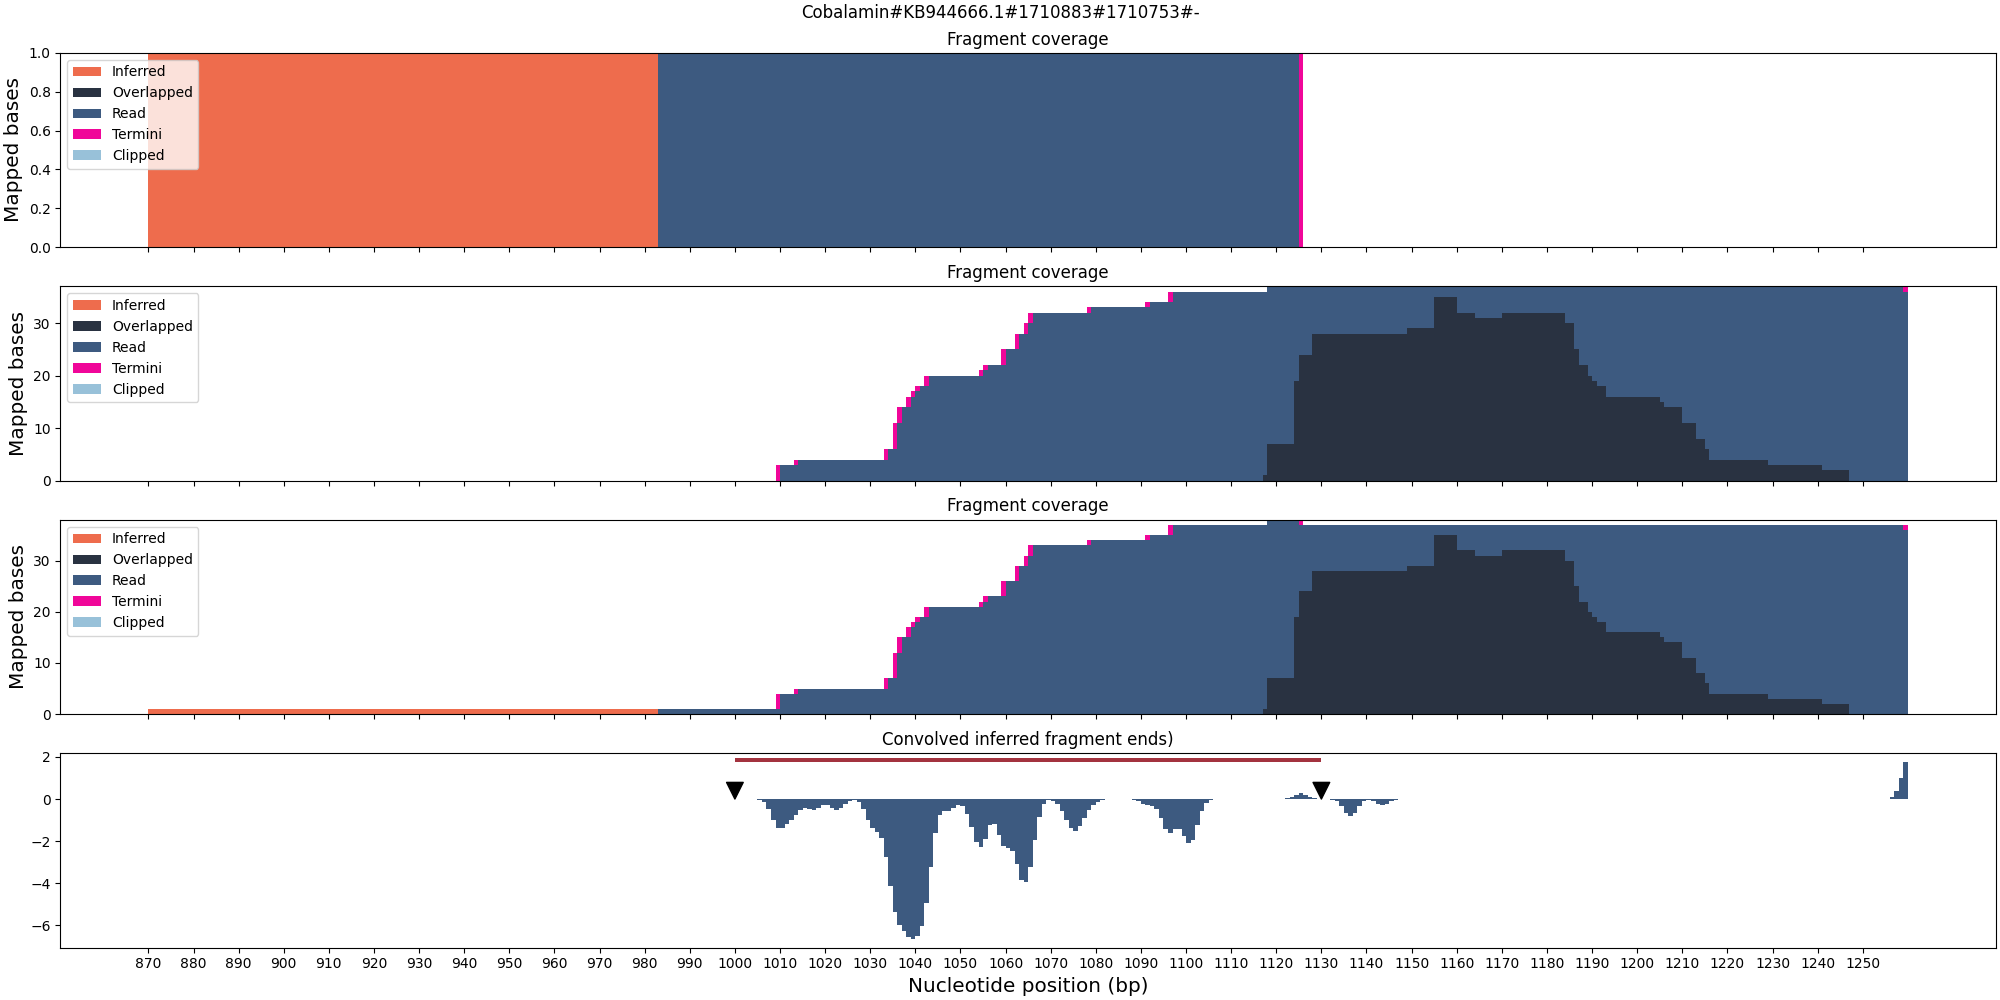 Cobalamin#KB944666.1#1710883#1710753#-
Fragment coverage
Mapped bases
1.0
0.8
0.6
0.4
0.2
0.0
Inferred
Overlapped
Read
Termini
Clipped
Fragment coverage
Mapped bases
30
20
10
0
Inferred
Overlapped
Read
Termini
Clipped
Fragment coverage
Mapped bases
30
20
10
0
Inferred
Overlapped
Read
Termini
Clipped
Convolved inferred fragment ends)
2
0
−2
−4
−6
870 880 890 900 910 920 930 940 950 960 970 980 990 1000 1010 1020 1030 1040 1050 1060 1070 1080 1090 1100 1110 1120 1130 1140 1150 1160 1170 1180 1190 1200 1210 1220 1230 1240 1250
Nucleotide position (bp)